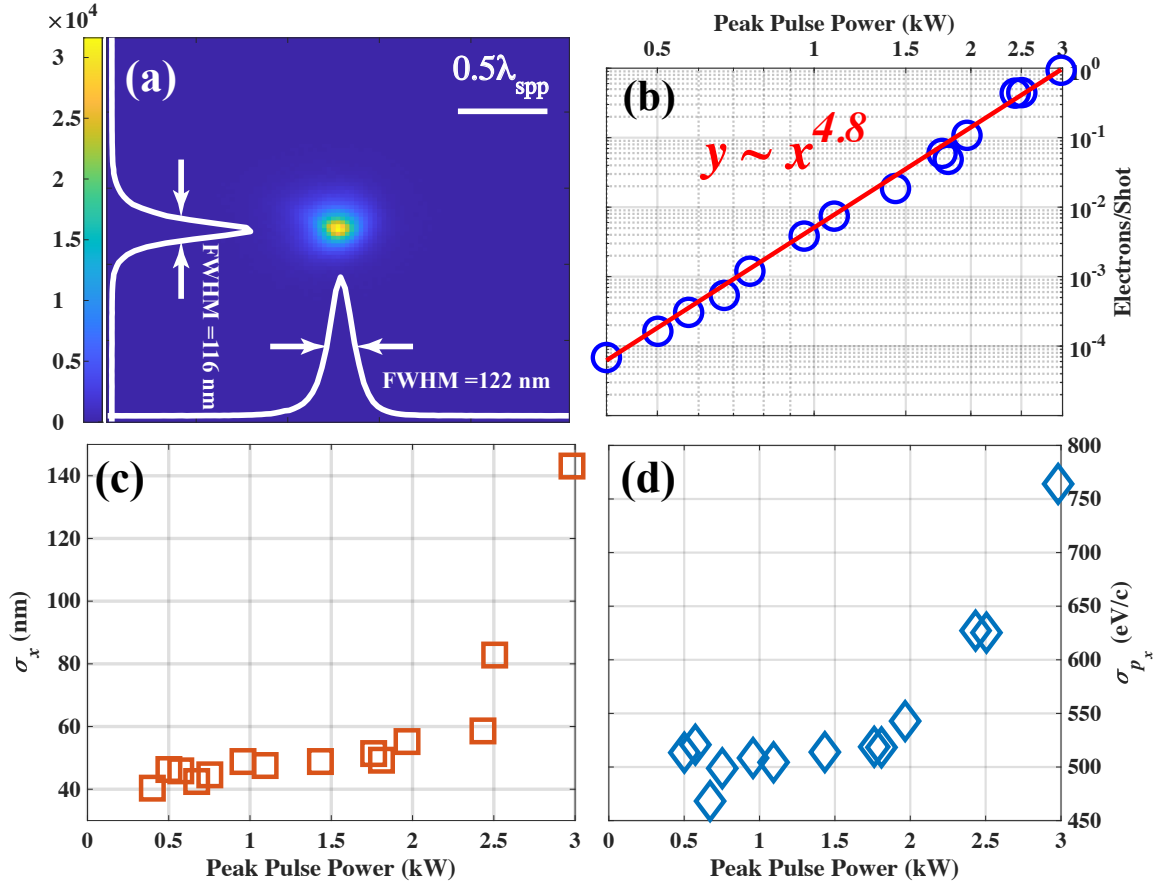 ×10⁴
3
2.5
2
1.5
1
0.5
0
(a)
0.5λspp
FWHM =116 nm
FWHM =122 nm
Peak Pulse Power (kW)
0.5 1 1.5 2 2.5 3
(b)
y ~ x^4.8
10⁰
10⁻¹
10⁻²
10⁻³
10⁻⁴
Electrons/Shot
(c)
140
120
100
80
60
40
σx (nm)
0 0.5 1 1.5 2 2.5 3
Peak Pulse Power (kW)
(d)
800
750
700
650
600
550
500
450
σpx (eV/c)
0 0.5 1 1.5 2 2.5 3
Peak Pulse Power (kW)